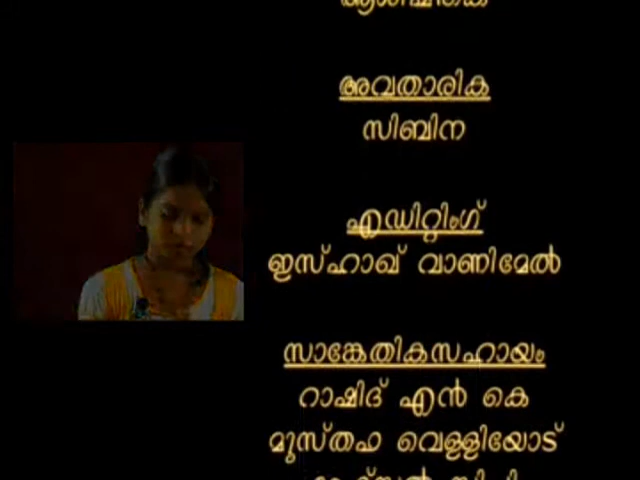 അവതാരിക
സിബിന
എഡിറ്റിംഗ്
ഇസ്ഹാഖ് വാണിമേൽ
സാങ്കേതികസഹായം
റാഷിദ് എൻ കെ
മുസ്തഫ വെള്ളിയോട്